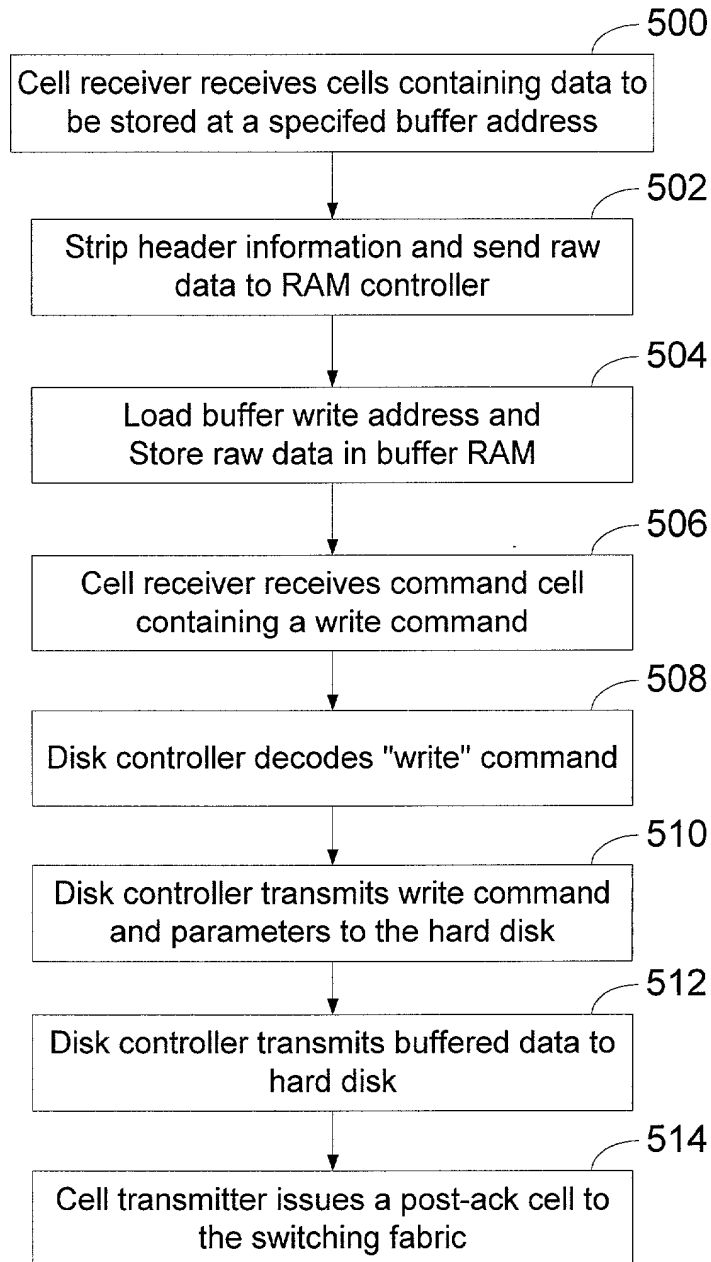 500
Cell receiver receives cells containing data to
be stored at a specifed buffer address
502
Strip header information and send raw
data to RAM controller
504
Load buffer write address and
Store raw data in buffer RAM
506
Cell receiver receives command cell
containing a write command
508
Disk controller decodes "write" command
510
Disk controller transmits write command
and parameters to the hard disk
512
Disk controller transmits buffered data to
hard disk
514
Cell transmitter issues a post-ack cell to
the switching fabric